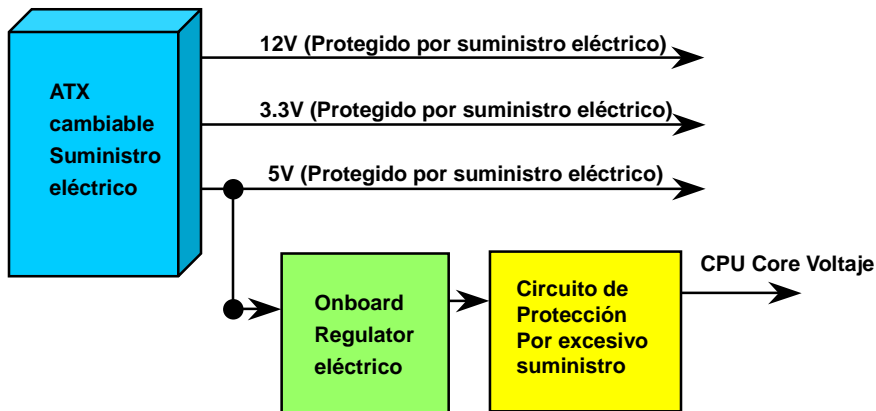 12V (Protegido por suministro eléctrico)
ATX
cambiable
Suministro
eléctrico
3.3V (Protegido por suministro eléctrico)
5V (Protegido por suministro eléctrico)
CPU Core Voltaje
Onboard
Regulator
eléctrico
Circuito de
Protección
Por excesivo
suministro